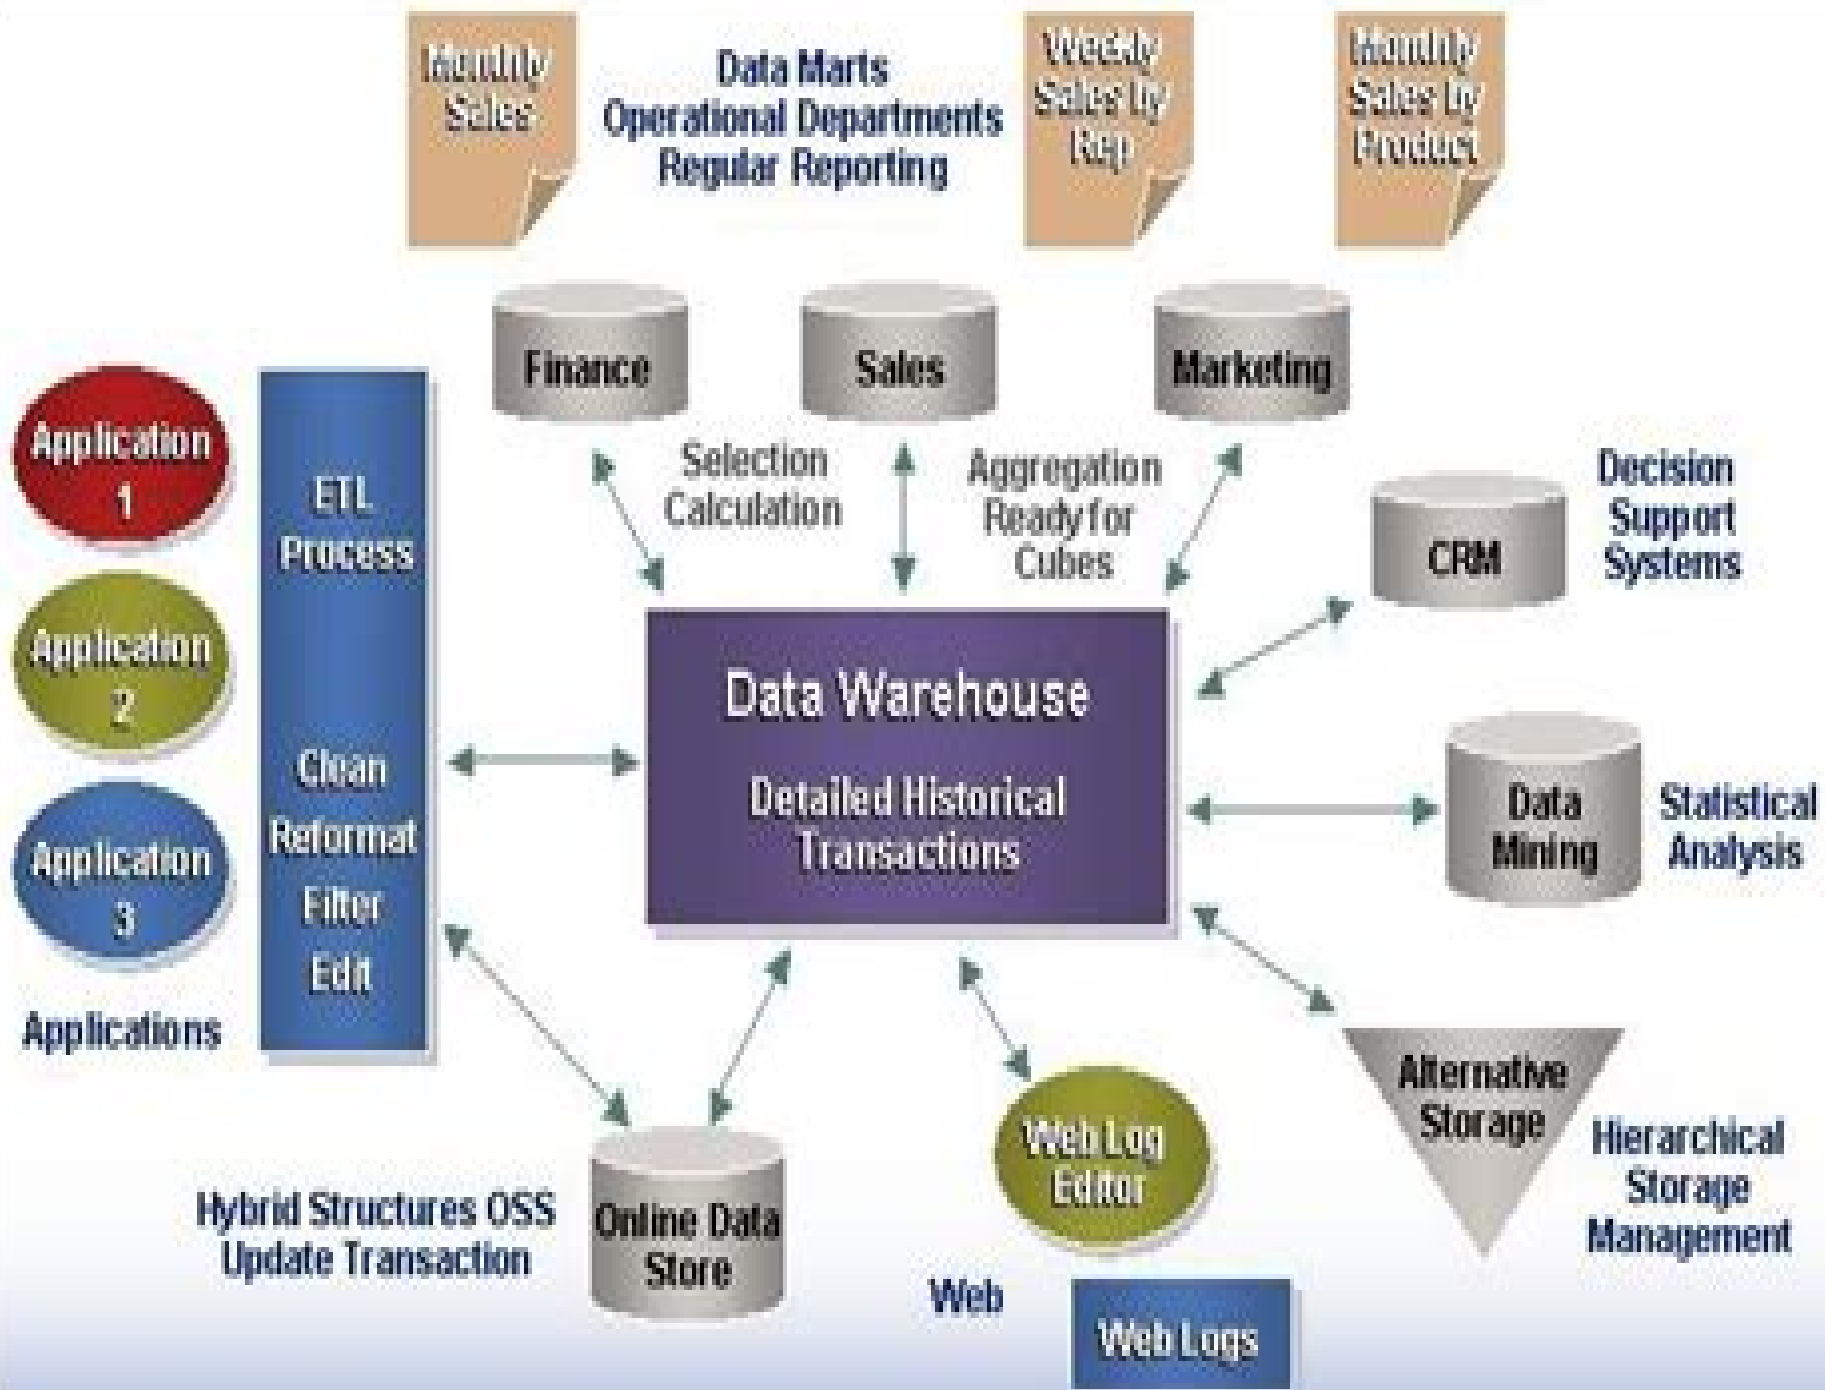 Monthly
Sales
Data Marts
Operational Departments
Regular Reporting
Weekly
Sales by
Rep
Monthly
Sales by
Product
Finance
Sales
Marketing
Selection
Calculation
Aggregation
Ready for
Cubes
CRM
Decision
Support
Systems
Application
1
Application
2
Application
3
Applications
ETL
Process
Clean
Reformat
Filter
Edit
Data Warehouse
Detailed Historical
Transactions
Data
Mining
Statistical
Analysis
Alternative
Storage
Hierarchical
Storage
Management
Hybrid Structures OSS
Update Transaction
Online Data
Store
Web Log
Editor
Web
Web Logs